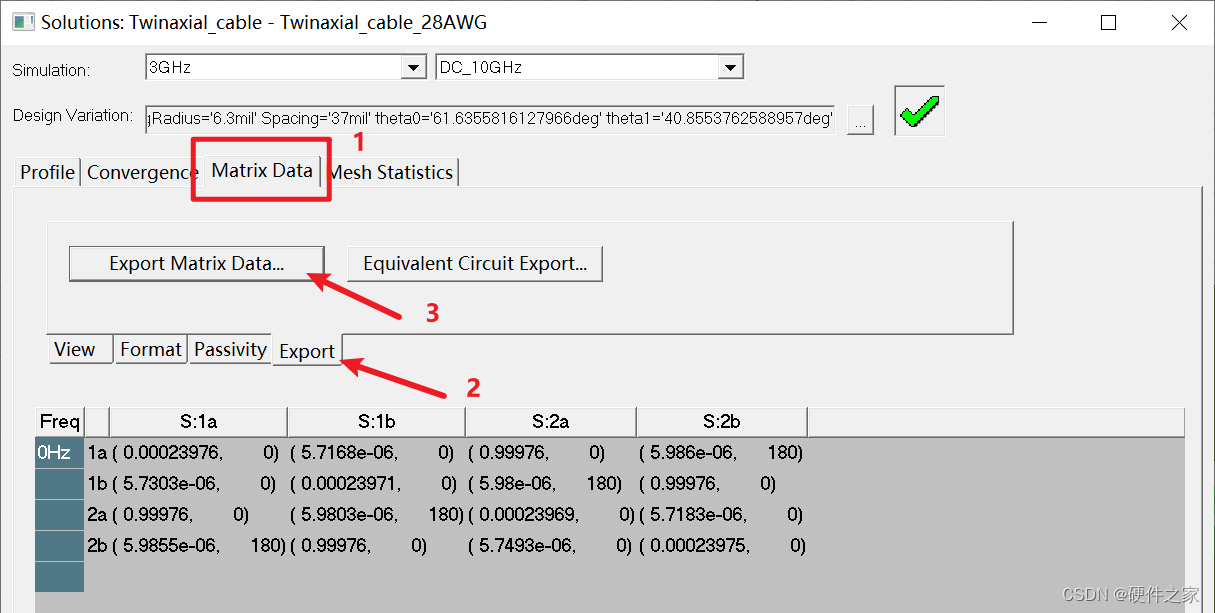 Solutions: Twinaxial_cable - Twinaxial_cable_28AWG
Simulation: 3GHz DC_10GHz
Design Variation: gRadius='6.3mil' Spacing='37mil' theta0='61.6355816127966deg' theta1='40.8553762588957deg' ...
1
Profile Convergence Matrix Data Mesh Statistics
Export Matrix Data... Equivalent Circuit Export...
3
View Format Passivity Export
2
Freq S:1a S:1b S:2a S:2b
0Hz 1a ( 0.00023976, 0) ( 5.7168e-06, 0) ( 0.99976, 0) ( 5.986e-06, 180)
1b ( 5.7303e-06, 0) ( 0.00023971, 0) ( 5.98e-06, 180) ( 0.99976, 0)
2a ( 0.99976, 0) ( 5.9803e-06, 180) ( 0.00023969, 0) ( 5.7183e-06, 0)
2b ( 5.9855e-06, 180) ( 0.99976, 0) ( 5.7493e-06, 0) ( 0.00023975, 0)
CSDN @硬件之家